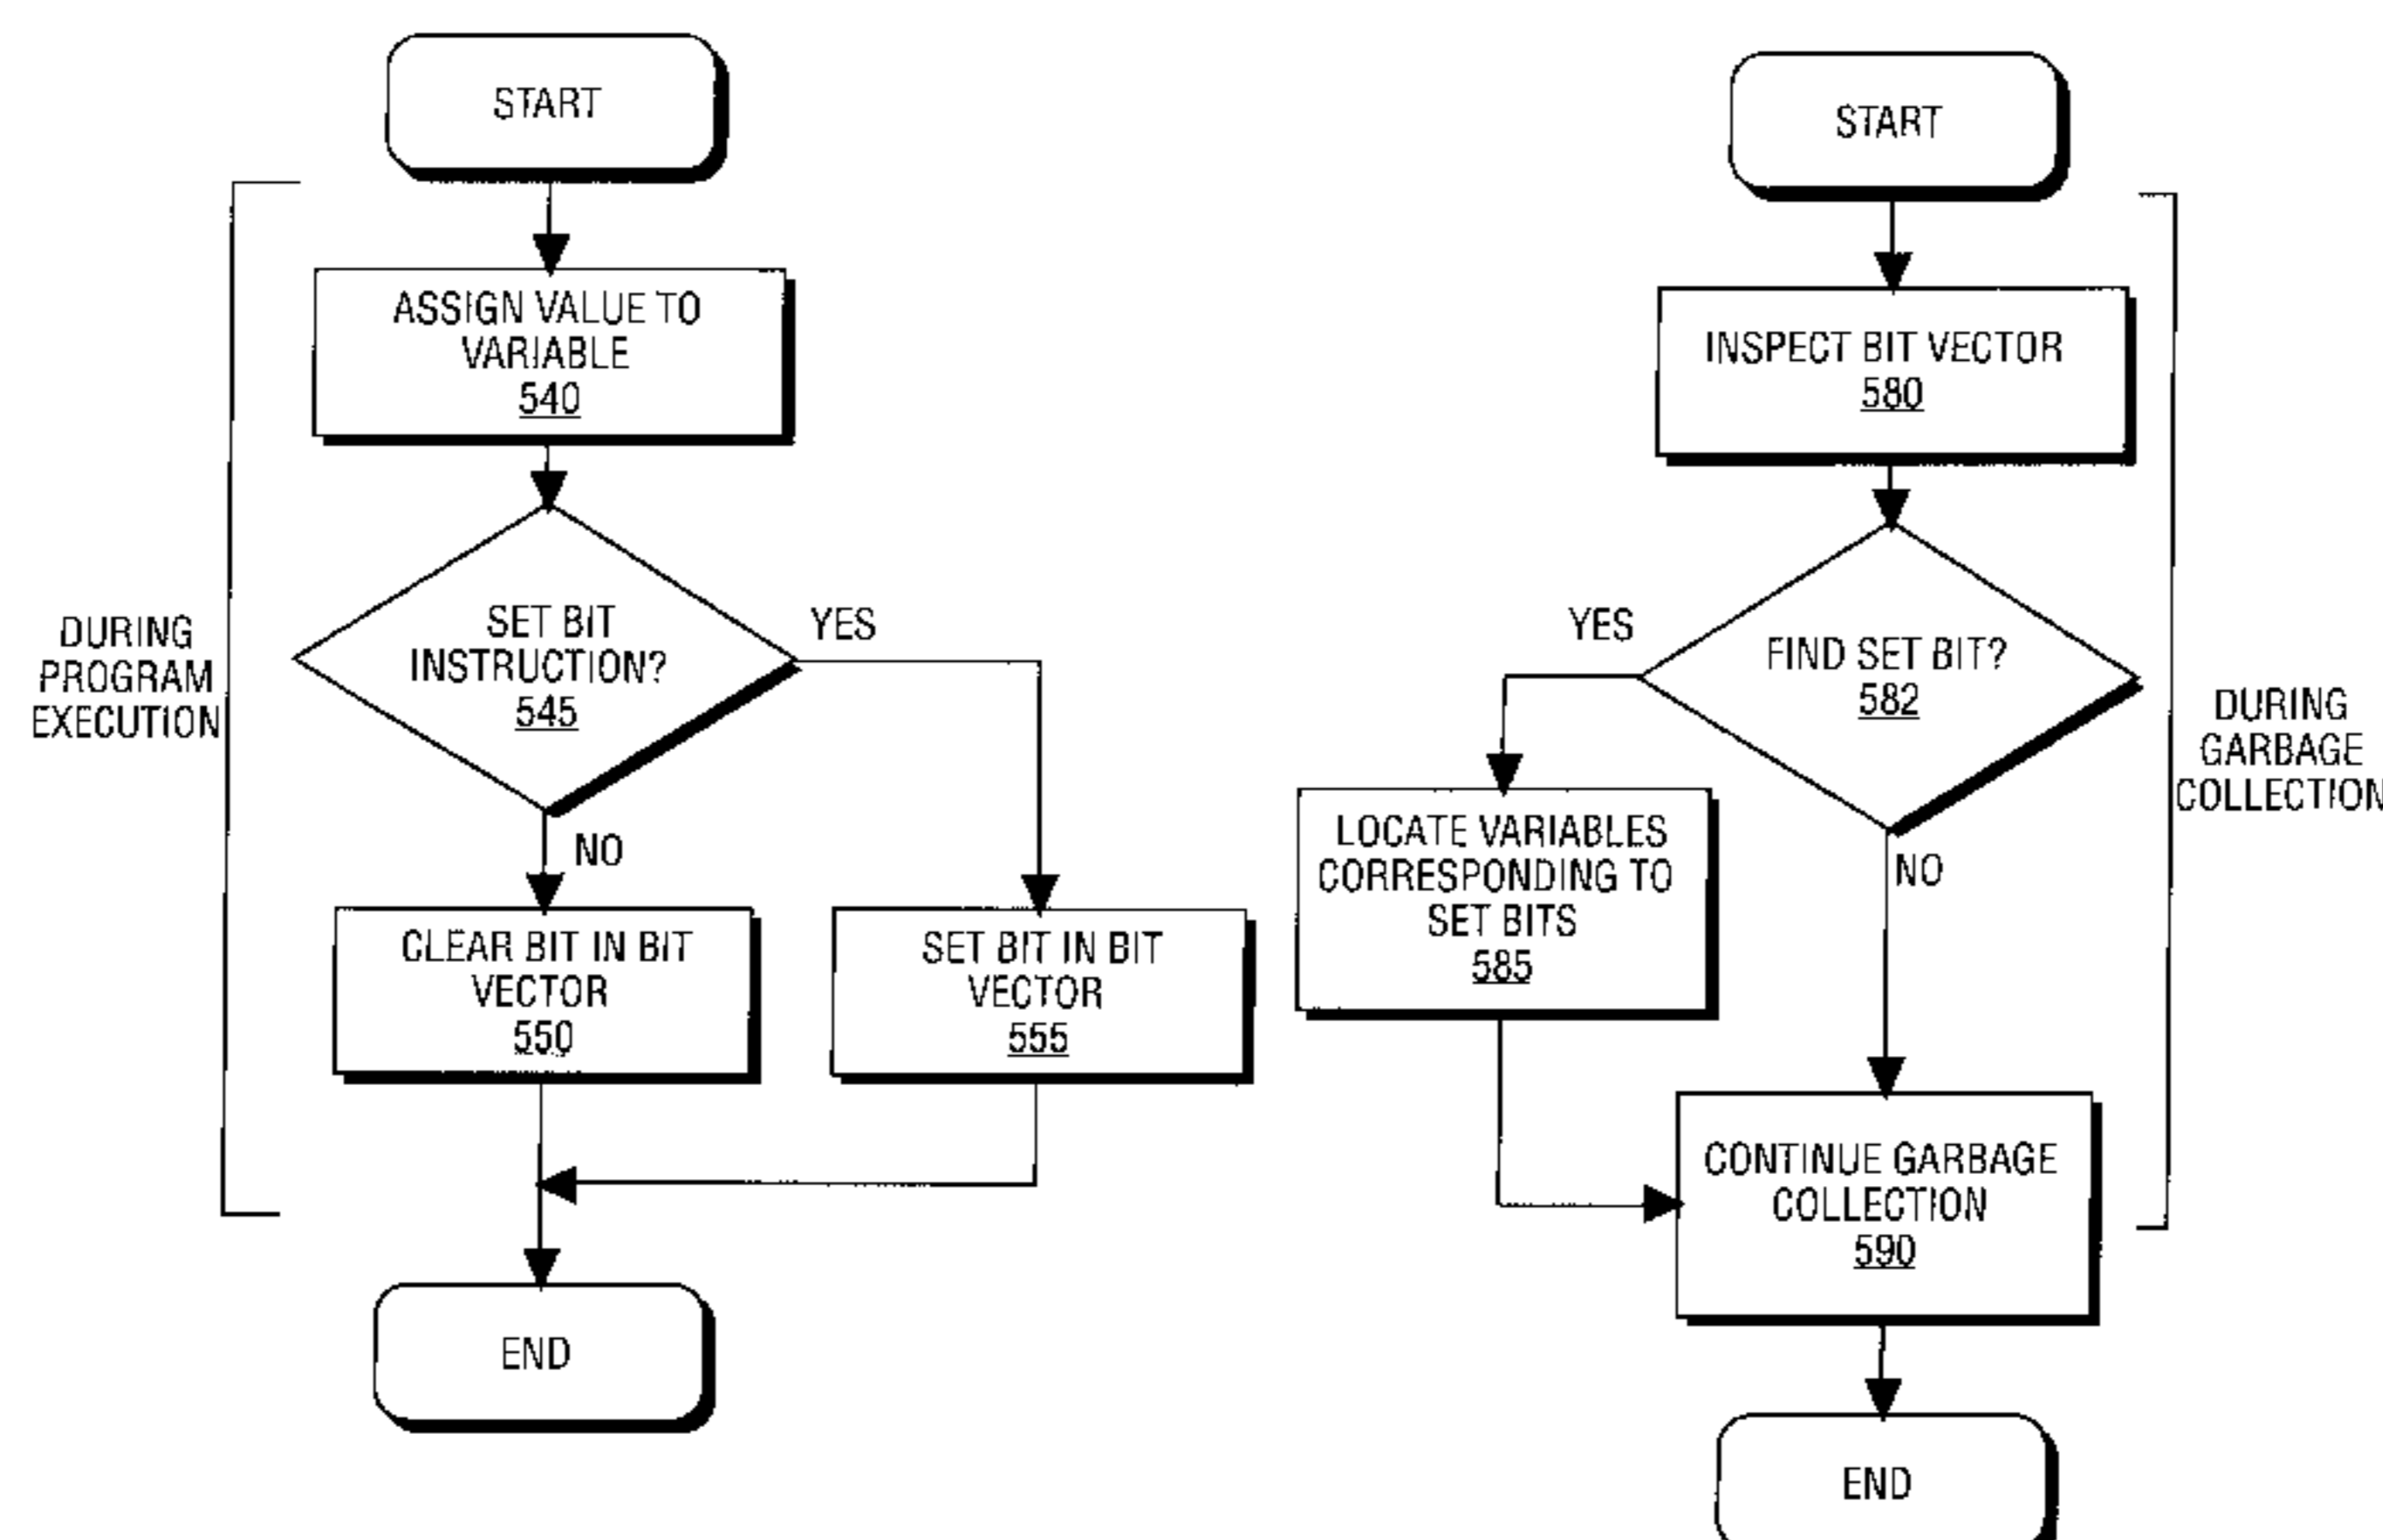 START
ASSIGN VALUE TO
VARIABLE
540
SET BIT
INSTRUCTION?
545
YES
NO
CLEAR BIT IN BIT
VECTOR
550
SET BIT IN BIT
VECTOR
555
END
DURING
PROGRAM
EXECUTION
START
INSPECT BIT VECTOR
580
FIND SET BIT?
582
YES
NO
LOCATE VARIABLES
CORRESPONDING TO
SET BITS
585
CONTINUE GARBAGE
COLLECTION
590
END
DURING
GARBAGE
COLLECTION